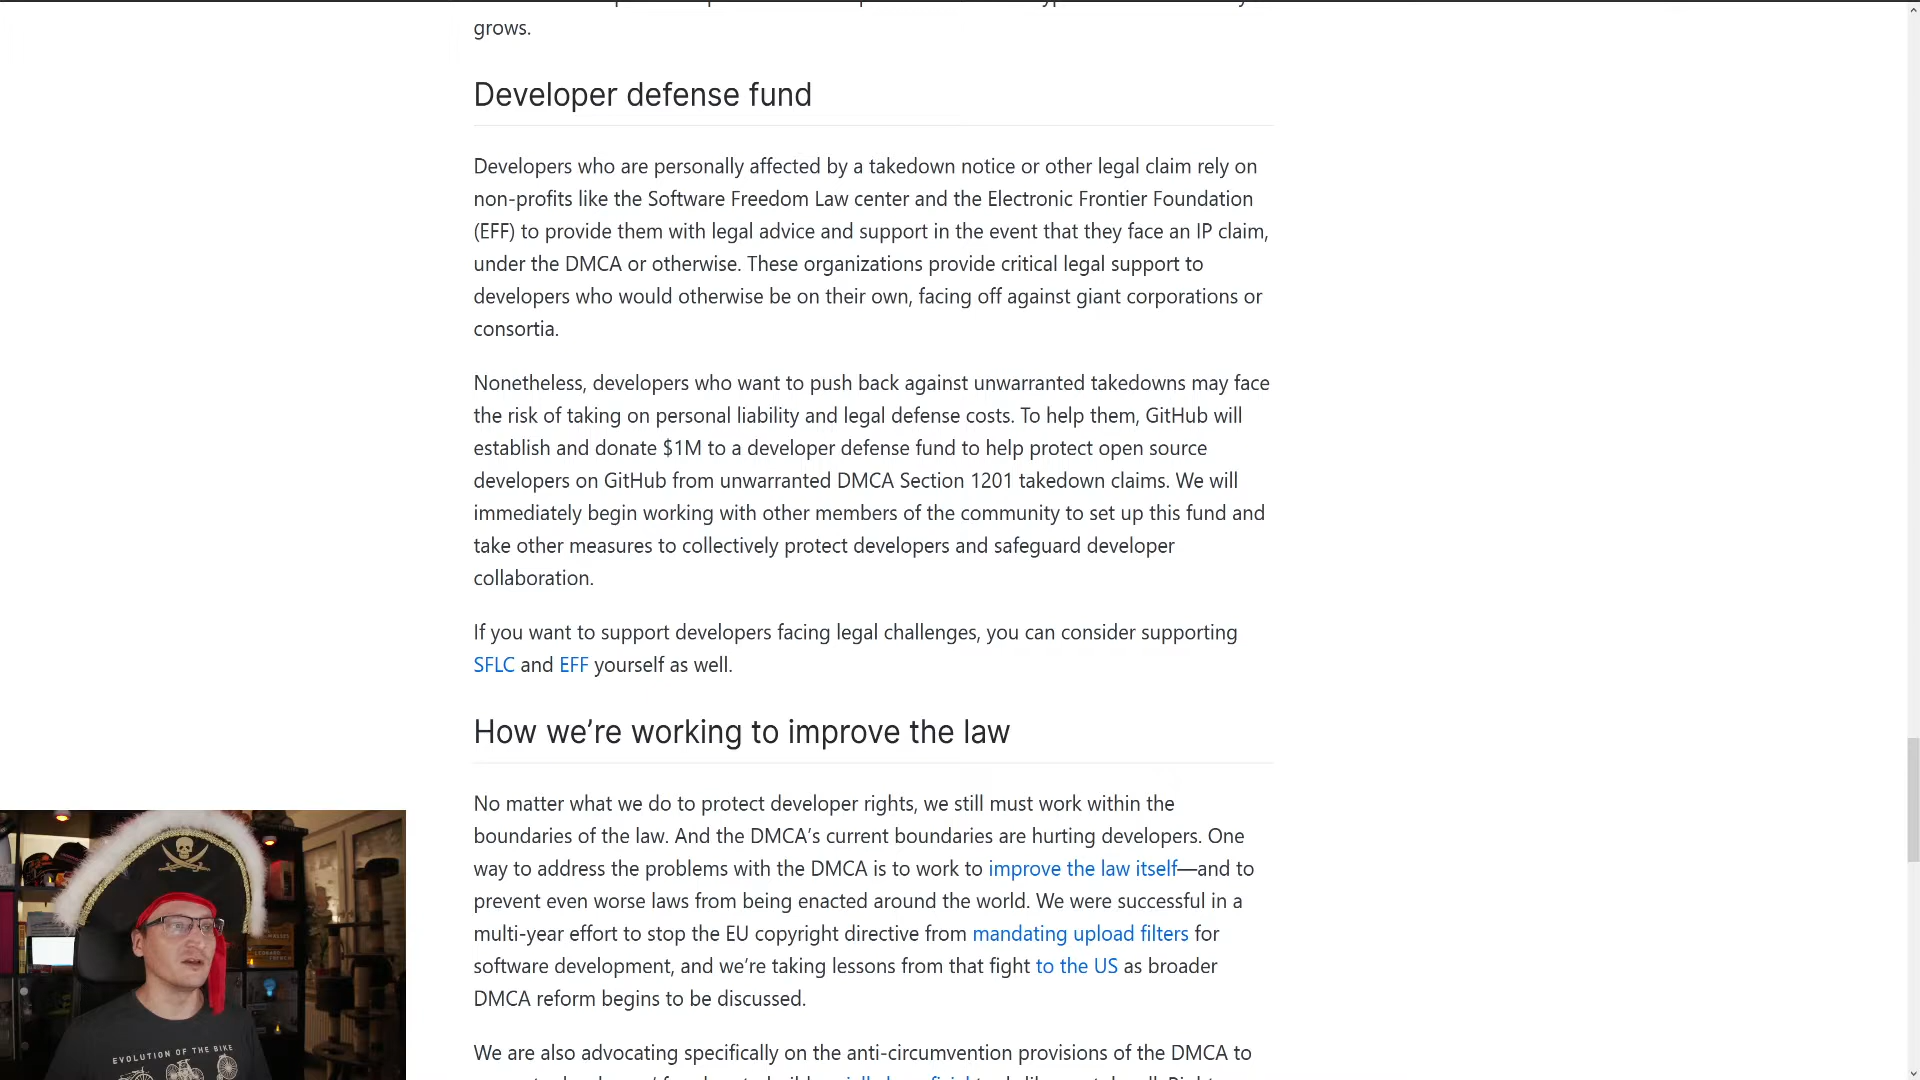 grows.
Developer defense fund
Developers who are personally affected by a takedown notice or other legal claim rely on
non-profits like the Software Freedom Law center and the Electronic Frontier Foundation
(EFF) to provide them with legal advice and support in the event that they face an IP claim,
under the DMCA or otherwise. These organizations provide critical legal support to
developers who would otherwise be on their own, facing off against giant corporations or
consortia.
Nonetheless, developers who want to push back against unwarranted takedowns may face
the risk of taking on personal liability and legal defense costs. To help them, GitHub will
establish and donate $1M to a developer defense fund to help protect open source
developers on GitHub from unwarranted DMCA Section 1201 takedown claims. We will
immediately begin working with other members of the community to set up this fund and
take other measures to collectively protect developers and safeguard developer
collaboration.
If you want to support developers facing legal challenges, you can consider supporting
SFLC and EFF yourself as well.
How we’re working to improve the law
No matter what we do to protect developer rights, we still must work within the
boundaries of the law. And the DMCA’s current boundaries are hurting developers. One
way to address the problems with the DMCA is to work to improve the law itself—and to
prevent even worse laws from being enacted around the world. We were successful in a
multi-year effort to stop the EU copyright directive from mandating upload filters for
software development, and we’re taking lessons from that fight to the US as broader
DMCA reform begins to be discussed.
We are also advocating specifically on the anti-circumvention provisions of the DMCA to
EVOLUTION OF THE BIKE